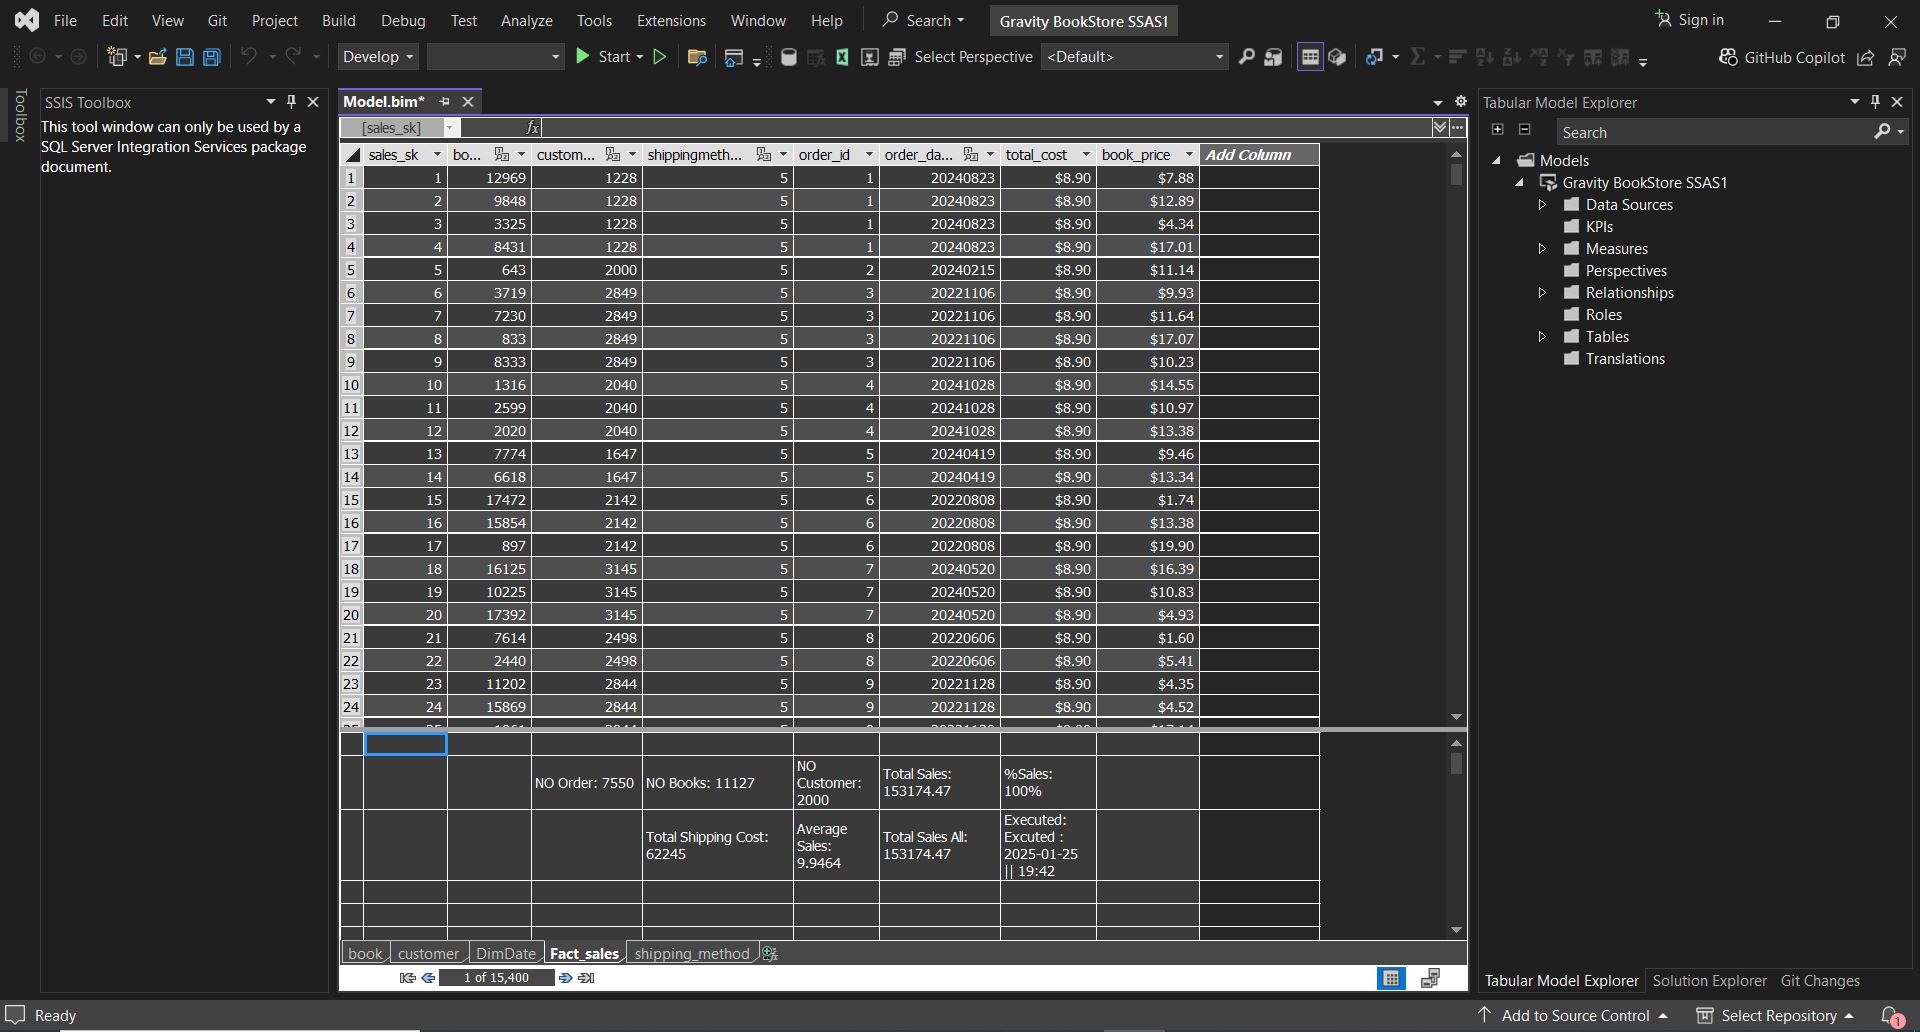 File Edit View Git Project Build Debug Test Analyze Tools Extensions Window Help Search Gravity BookStore SSAS1 Sign in
Develop Start Select Perspective <Default> GitHub Copilot
Toolbox
SSIS Toolbox
This tool window can only be used by a
SQL Server Integration Services package
document.
Model.bim*
[sales_sk] fx
sales_sk bo... custom... shippingmeth... order_id order_da... total_cost book_price Add Column
1 1 12969 1228 5 1 20240823 $8.90 $7.88
2 2 9848 1228 5 1 20240823 $8.90 $12.89
3 3 3325 1228 5 1 20240823 $8.90 $4.34
4 4 8431 1228 5 1 20240823 $8.90 $17.01
5 5 643 2000 5 2 20240215 $8.90 $11.14
6 6 3719 2849 5 3 20221106 $8.90 $9.93
7 7 7230 2849 5 3 20221106 $8.90 $11.64
8 8 833 2849 5 3 20221106 $8.90 $17.07
9 9 8333 2849 5 3 20221106 $8.90 $10.23
10 10 1316 2040 5 4 20241028 $8.90 $14.55
11 11 2599 2040 5 4 20241028 $8.90 $10.97
12 12 2020 2040 5 4 20241028 $8.90 $13.38
13 13 7774 1647 5 5 20240419 $8.90 $9.46
14 14 6618 1647 5 5 20240419 $8.90 $13.34
15 15 17472 2142 5 6 20220808 $8.90 $1.74
16 16 15854 2142 5 6 20220808 $8.90 $13.38
17 17 897 2142 5 6 20220808 $8.90 $19.90
18 18 16125 3145 5 7 20240520 $8.90 $16.39
19 19 10225 3145 5 7 20240520 $8.90 $10.83
20 20 17392 3145 5 7 20240520 $8.90 $4.93
21 21 7614 2498 5 8 20220606 $8.90 $1.60
22 22 2440 2498 5 8 20220606 $8.90 $5.41
23 23 11202 2844 5 9 20221128 $8.90 $4.35
24 24 15869 2844 5 9 20221128 $8.90 $4.52
NO Order: 7550
NO Books: 11127
NO
Customer:
2000
Total Sales:
153174.47
%Sales:
100%
Total Shipping Cost:
62245
Average
Sales:
9.9464
Total Sales All:
153174.47
Executed:
Excuted :
2025-01-25
|| 19:42
book customer DimDate Fact_sales shipping_method
1 of 15,400
Tabular Model Explorer
Search
Models
Gravity BookStore SSAS1
Data Sources
KPIs
Measures
Perspectives
Relationships
Roles
Tables
Translations
Tabular Model Explorer Solution Explorer Git Changes
Ready Add to Source Control Select Repository 1